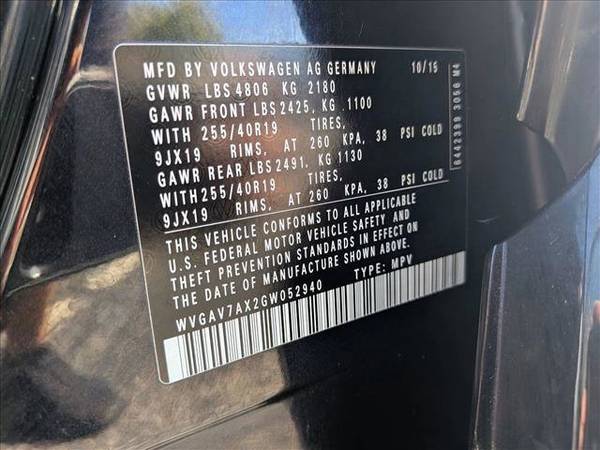 MFD BY VOLKSWAGEN AG GERMANY 10/15
GVWR LBS 4806 KG 2180
GAWR FRONT LBS 2425, KG 1100
WITH 255/40R19 TIRES,
9JX19 RIMS, AT 260 KPA, 38 PSI COLD
GAWR REAR LBS 2491, KG 1130
WITH 255/40R19 TIRES,
9JX19 RIMS, AT 260 KPA, 38 PSI COLD
THIS VEHICLE CONFORMS TO ALL APPLICABLE
U.S. FEDERAL MOTOR VEHICLE SAFETY AND
THEFT PREVENTION STANDARDS IN EFFECT ON
THE DATE OF MANUFACTURE SHOWN ABOVE.
WVGAV7AX2GW052940 TYPE: MPV
6442399 3056 M4